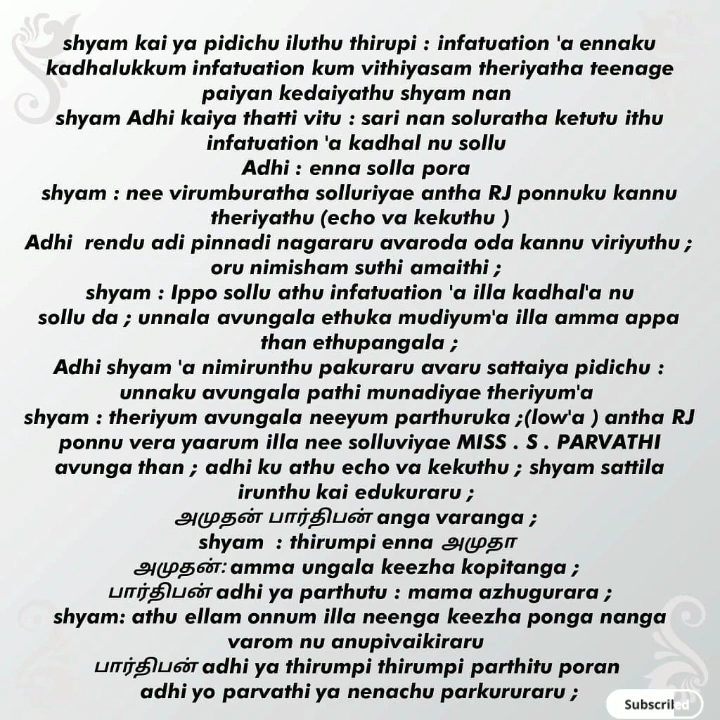 shyam kai ya pidichu iluthu thirupi : infatuation 'a ennaku
kadhalukkum infatuation kum vithiyasam theriyatha teenage
paiyan kedaiyathu shyam nan
shyam Adhi kaiya thatti vitu : sari nan soluratha ketutu ithu
infatuation 'a kadhal nu sollu
Adhi : enna solla pora
shyam : nee virumburatha solluriyae antha RJ ponnuku kannu
theriyathu (echo va kekuthu )
Adhi rendu adi pinnadi nagararu avaroda oda kannu viriyuthu ;
oru nimisham suthi amaithi ;
shyam : Ippo sollu athu infatuation 'a illa kadhal'a nu
sollu da ; unnala avungala ethuka mudiyum'a illa amma appa
than ethupangala ;
Adhi shyam 'a nimirunthu pakuraru avaru sattaiya pidichu :
unnaku avungala pathi munadiyae theriyum'a
shyam : theriyum avungala neeyum parthuruka ;(low'a ) antha RJ
ponnu vera yaarum illa nee solluviyae MISS . S . PARVATHI
avunga than ; adhi ku athu echo va kekuthu ; shyam sattila
irunthu kai edukuraru ;
அமுதன் பார்திபன் anga varanga ;
shyam : thirumpi enna அமுதா
அமுதன்: amma ungala keezha kopitanga ;
பார்திபன் adhi ya parthutu : mama azhugurara ;
shyam: athu ellam onnum illa neenga keezha ponga nanga
varom nu anupivaikiraru
பார்திபன் adhi ya thirumpi thirumpi parthitu poran
adhi yo parvathi ya nenachu parkururaru ;
Subscribed